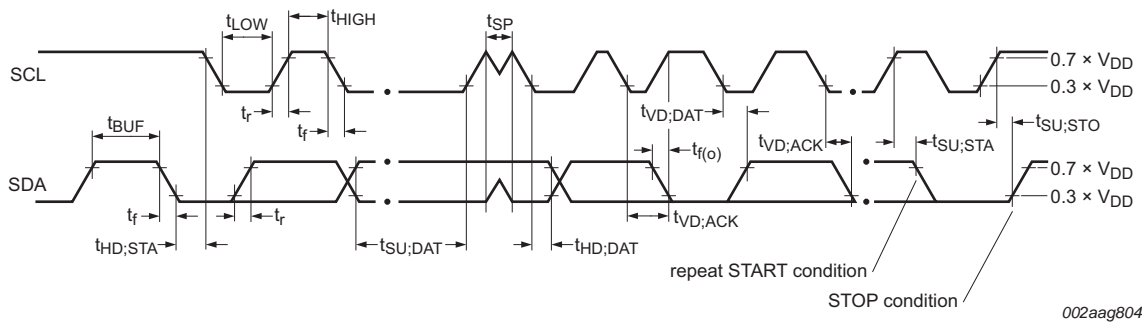 tLOW
tHIGH
tSP
SCL
0.7 × VDD
0.3 × VDD
tr
tf
tVD;DAT
tSU;STO
tBUF
tVD;ACK
tf(o)
tSU;STA
SDA
0.7 × VDD
0.3 × VDD
tf
tr
tVD;ACK
tHD;STA
tSU;DAT
tHD;DAT
repeat START condition
STOP condition
002aag804